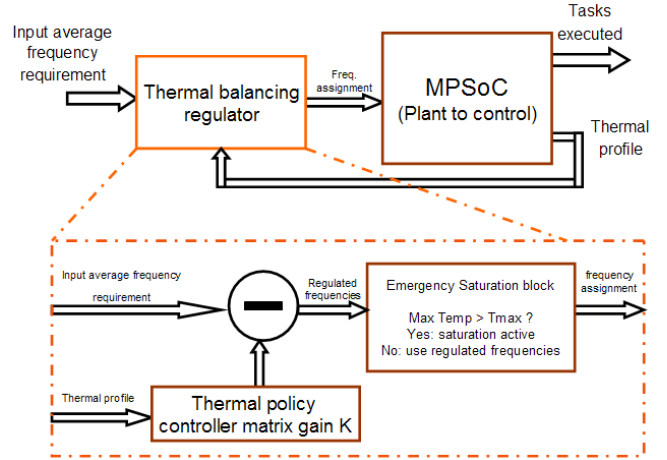 Input average
frequency
requirement
Thermal balancing
regulator
Freq.
assignment
MPSoC
(Plant to control)
Tasks
executed
Thermal
profile
Input average frequency
requirement
Regulated
frequencies
Emergency Saturation block
Max Temp > Tmax ?
Yes: saturation active
No: use regulated frequencies
frequency
assignment
Thermal profile
Thermal policy
controller matrix gain K